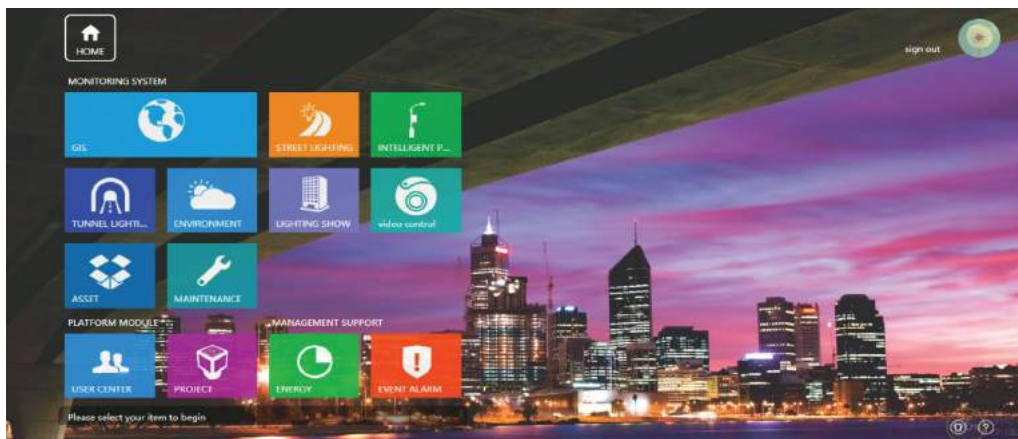 HOME
sign out
MONITORING SYSTEM
GIS
STREET LIGHTING
INTELLIGENT P...
TUNNEL LIGHTI...
ENVIRONMENT
LIGHTING SHOW
video control
ASSET
MAINTENANCE
PLATFORM MODULE
MANAGEMENT SUPPORT
USER CENTER
PROJECT
ENERGY
EVENT ALARM
Please select your item to begin
?